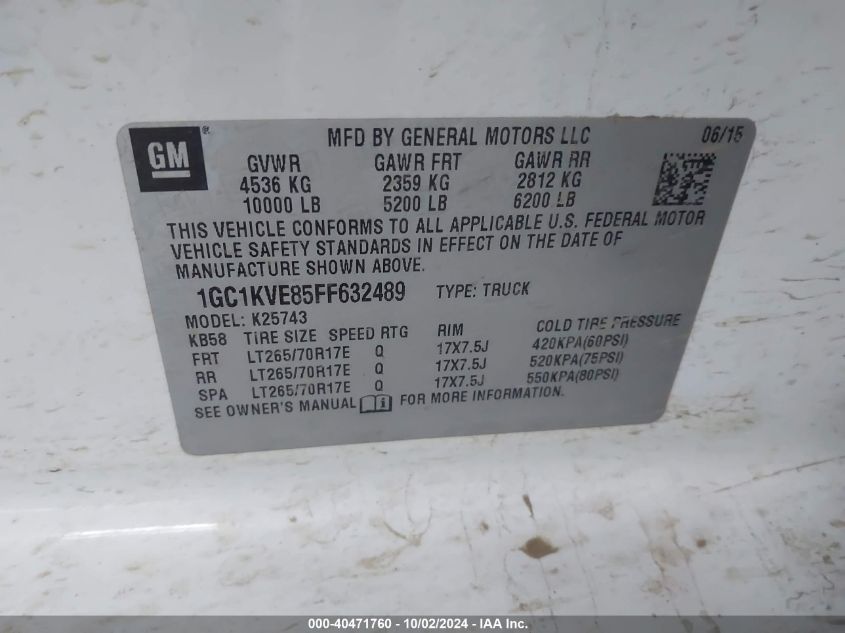 GM ® MFD BY GENERAL MOTORS LLC 06/15
GVWR GAWR FRT GAWR RR
4536 KG 2359 KG 2812 KG
10000 LB 5200 LB 6200 LB
THIS VEHICLE CONFORMS TO ALL APPLICABLE U.S. FEDERAL MOTOR
VEHICLE SAFETY STANDARDS IN EFFECT ON THE DATE OF
MANUFACTURE SHOWN ABOVE.
1GC1KVE85FF632489 TYPE: TRUCK
MODEL: K25743
KB58 TIRE SIZE SPEED RTG RIM COLD TIRE PRESSURE
FRT LT265/70R17E Q 17X7.5J 420KPA(60PSI)
RR LT265/70R17E Q 17X7.5J 520KPA(75PSI)
SPA LT265/70R17E Q 17X7.5J 550KPA(80PSI)
SEE OWNER'S MANUAL i FOR MORE INFORMATION.
000-40471760 - 10/02/2024 - IAA Inc.